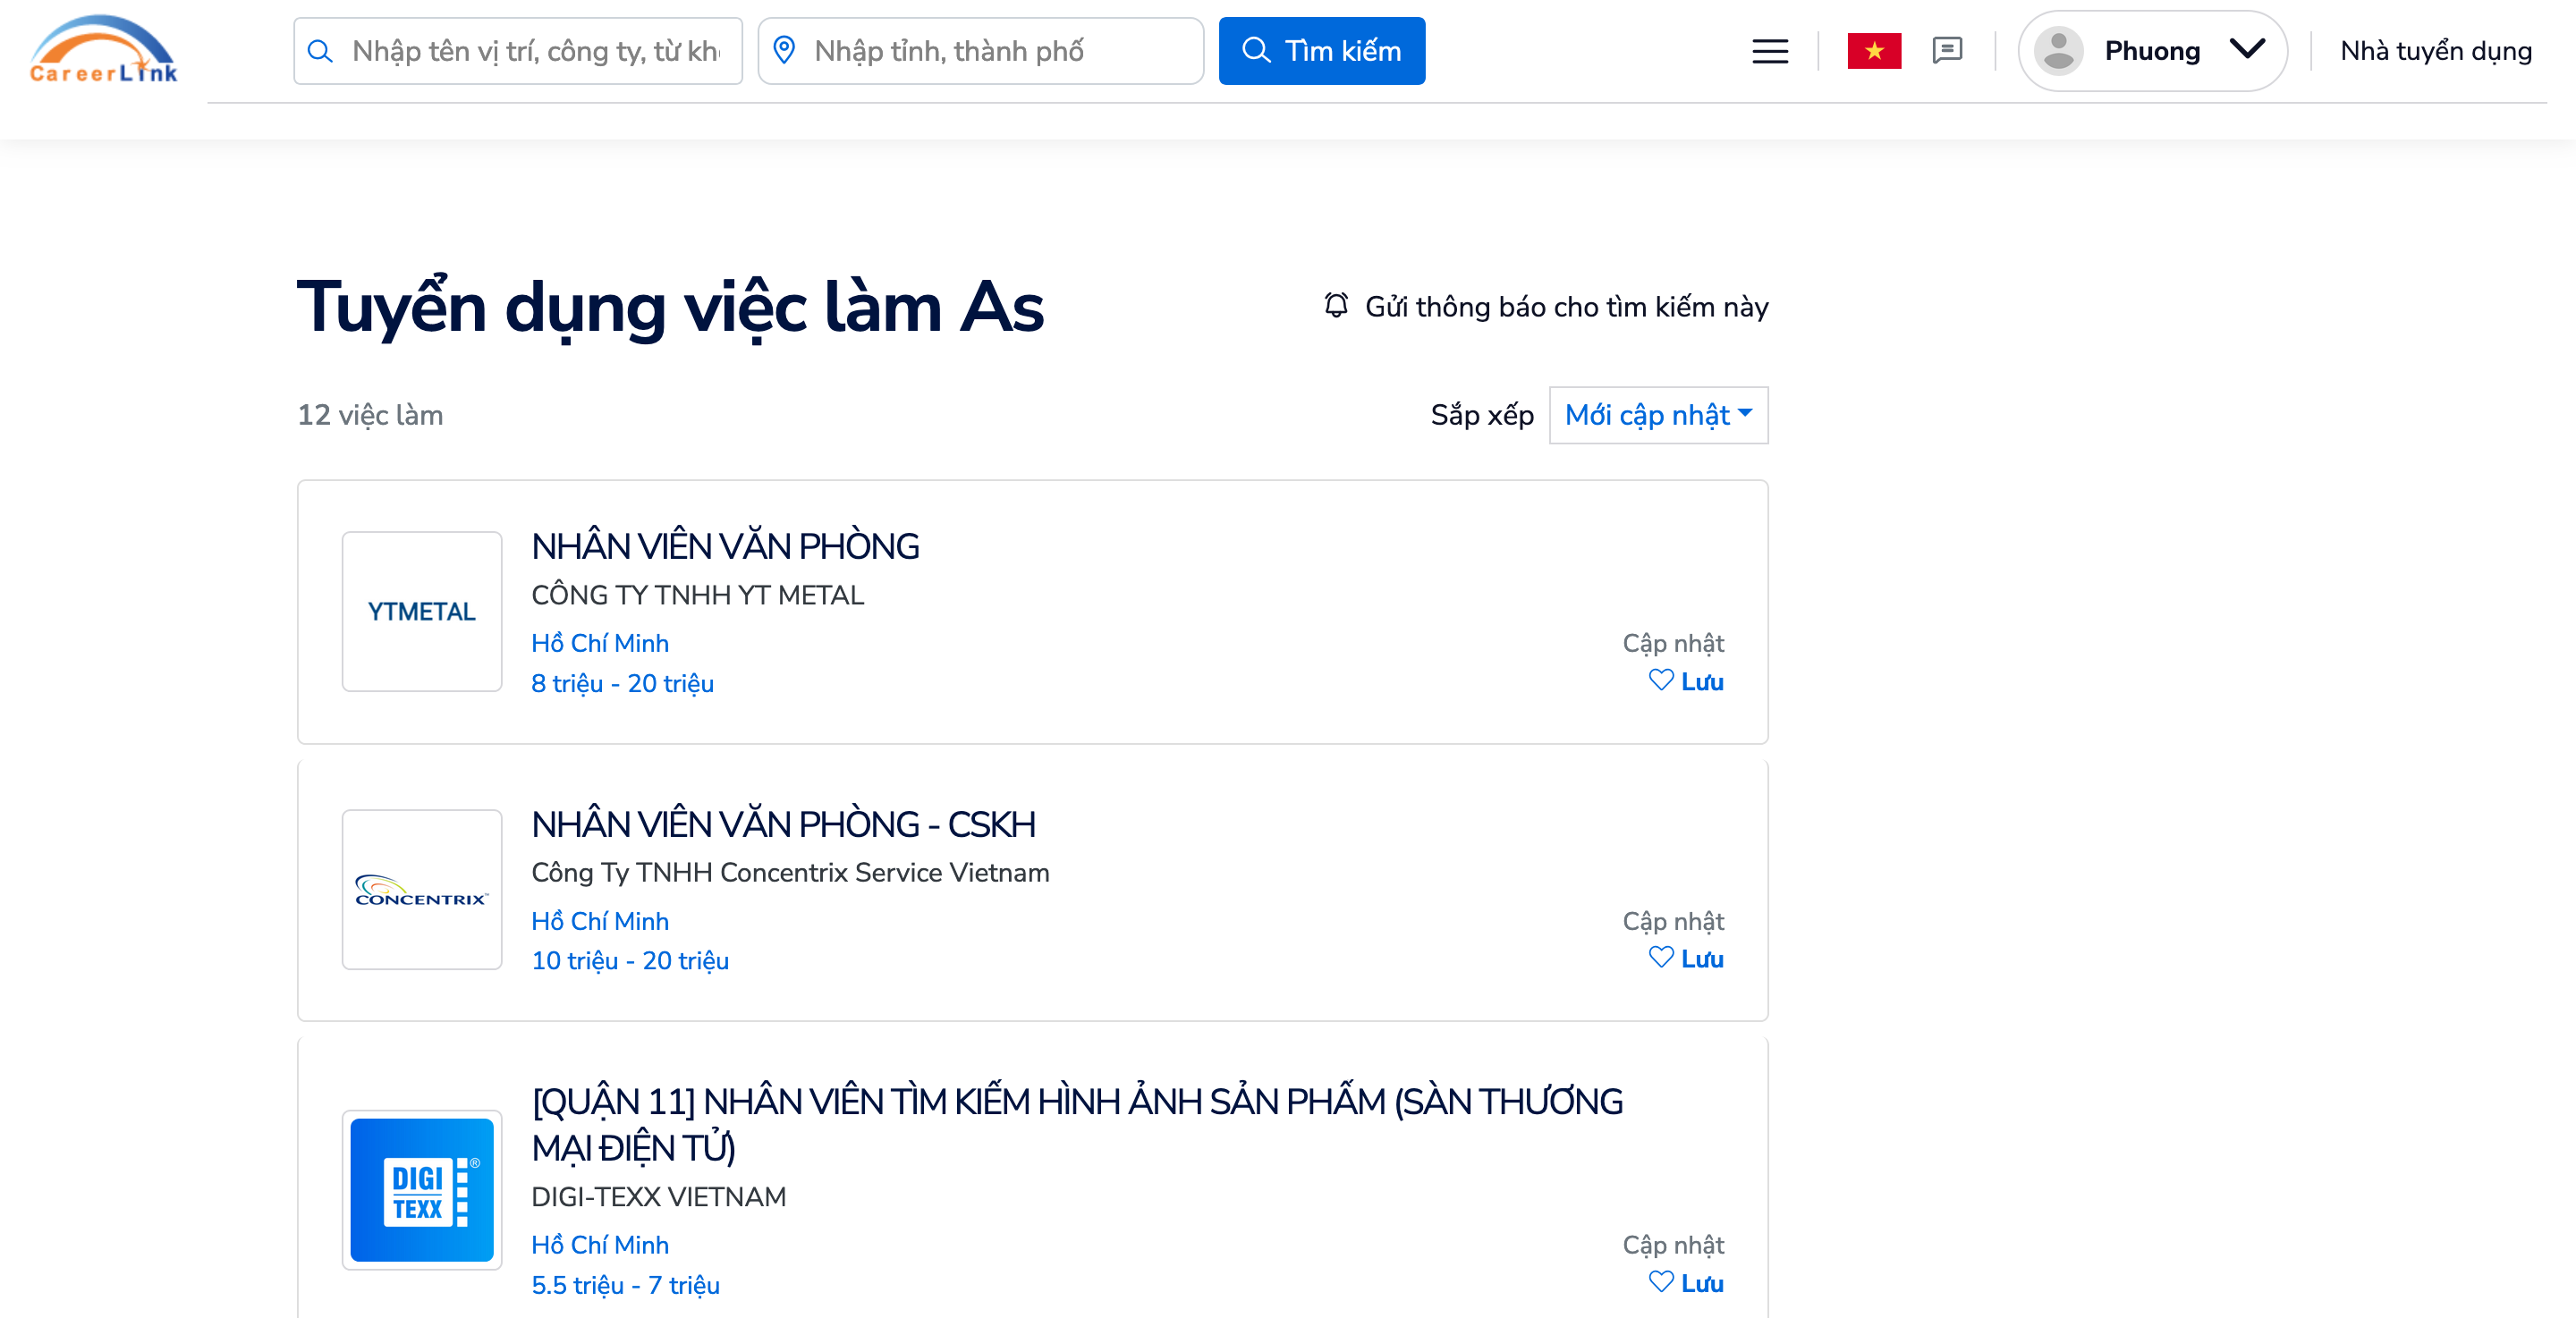 CareerLink
Nhập tên vị trí, công ty, từ kh
Nhập tỉnh, thành phố
Tìm kiếm
Phuong
Nhà tuyển dụng
Tuyển dụng việc làm As
Gửi thông báo cho tìm kiếm này
12 việc làm
Sắp xếp
Mới cập nhật
YTMETAL
NHÂN VIÊN VĂN PHÒNG
CÔNG TY TNHH YT METAL
Hồ Chí Minh
Cập nhật
8 triệu - 20 triệu
Lưu
CONCENTRIX™
NHÂN VIÊN VĂN PHÒNG - CSKH
Công Ty TNHH Concentrix Service Vietnam
Hồ Chí Minh
Cập nhật
10 triệu - 20 triệu
Lưu
DIGI
TEXX ®
[QUẬN 11] NHÂN VIÊN TÌM KIẾM HÌNH ẢNH SẢN PHẨM (SÀN THƯƠNG
MẠI ĐIỆN TỬ)
DIGI-TEXX VIETNAM
Hồ Chí Minh
Cập nhật
5.5 triệu - 7 triệu
Lưu